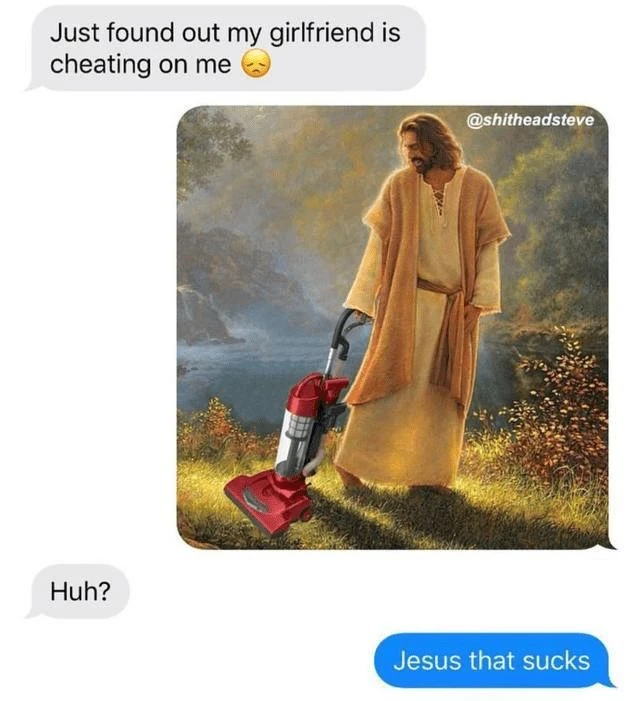 Just found out my girlfriend is
cheating on me 😞
@shitheadsteve
Huh?
Jesus that sucks